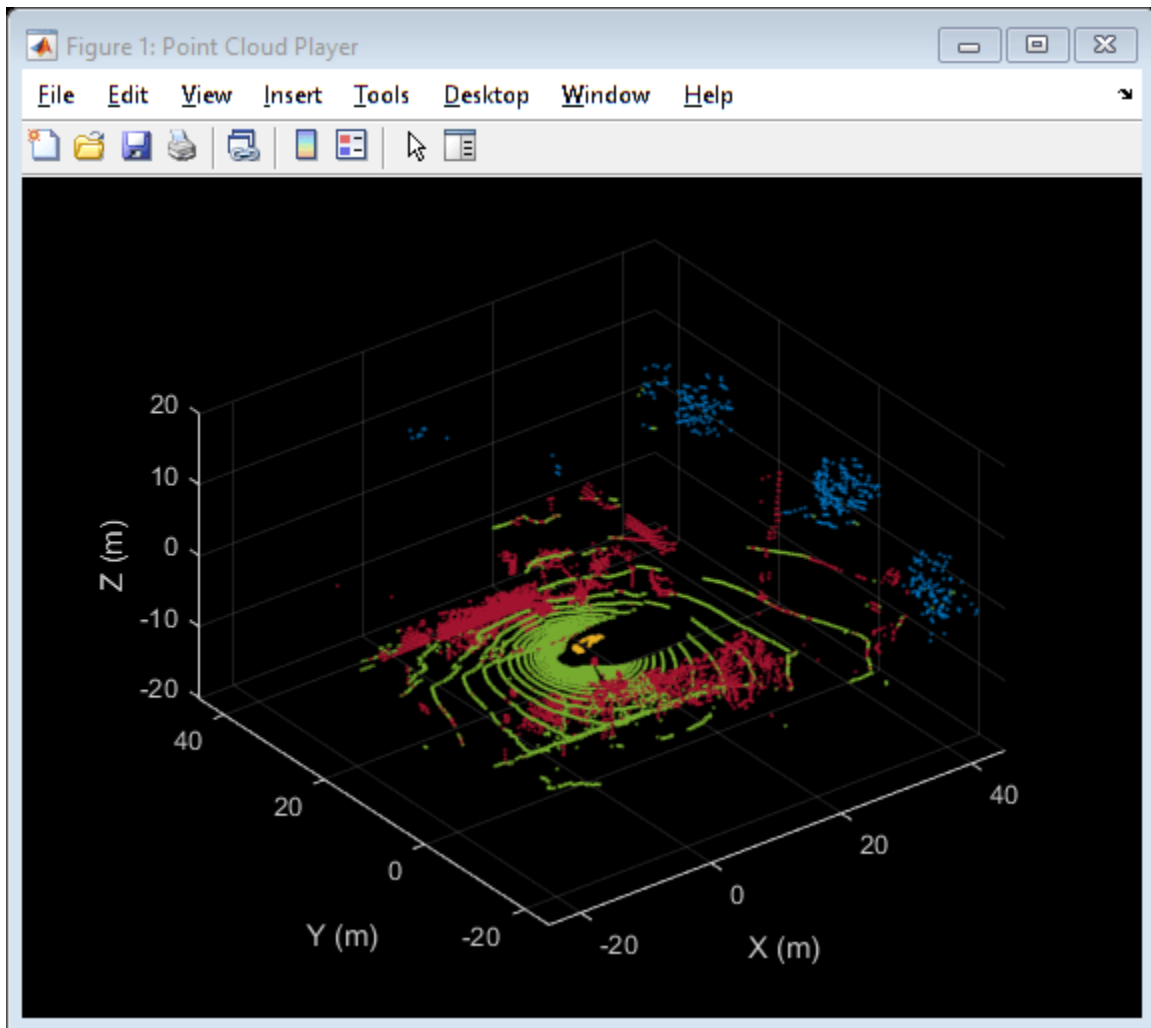 Figure 1: Point Cloud Player
File Edit View Insert Tools Desktop Window Help
20
10
0
-10
-20
Z (m)
40
20
0
-20
Y (m)
-20
0
20
40
X (m)